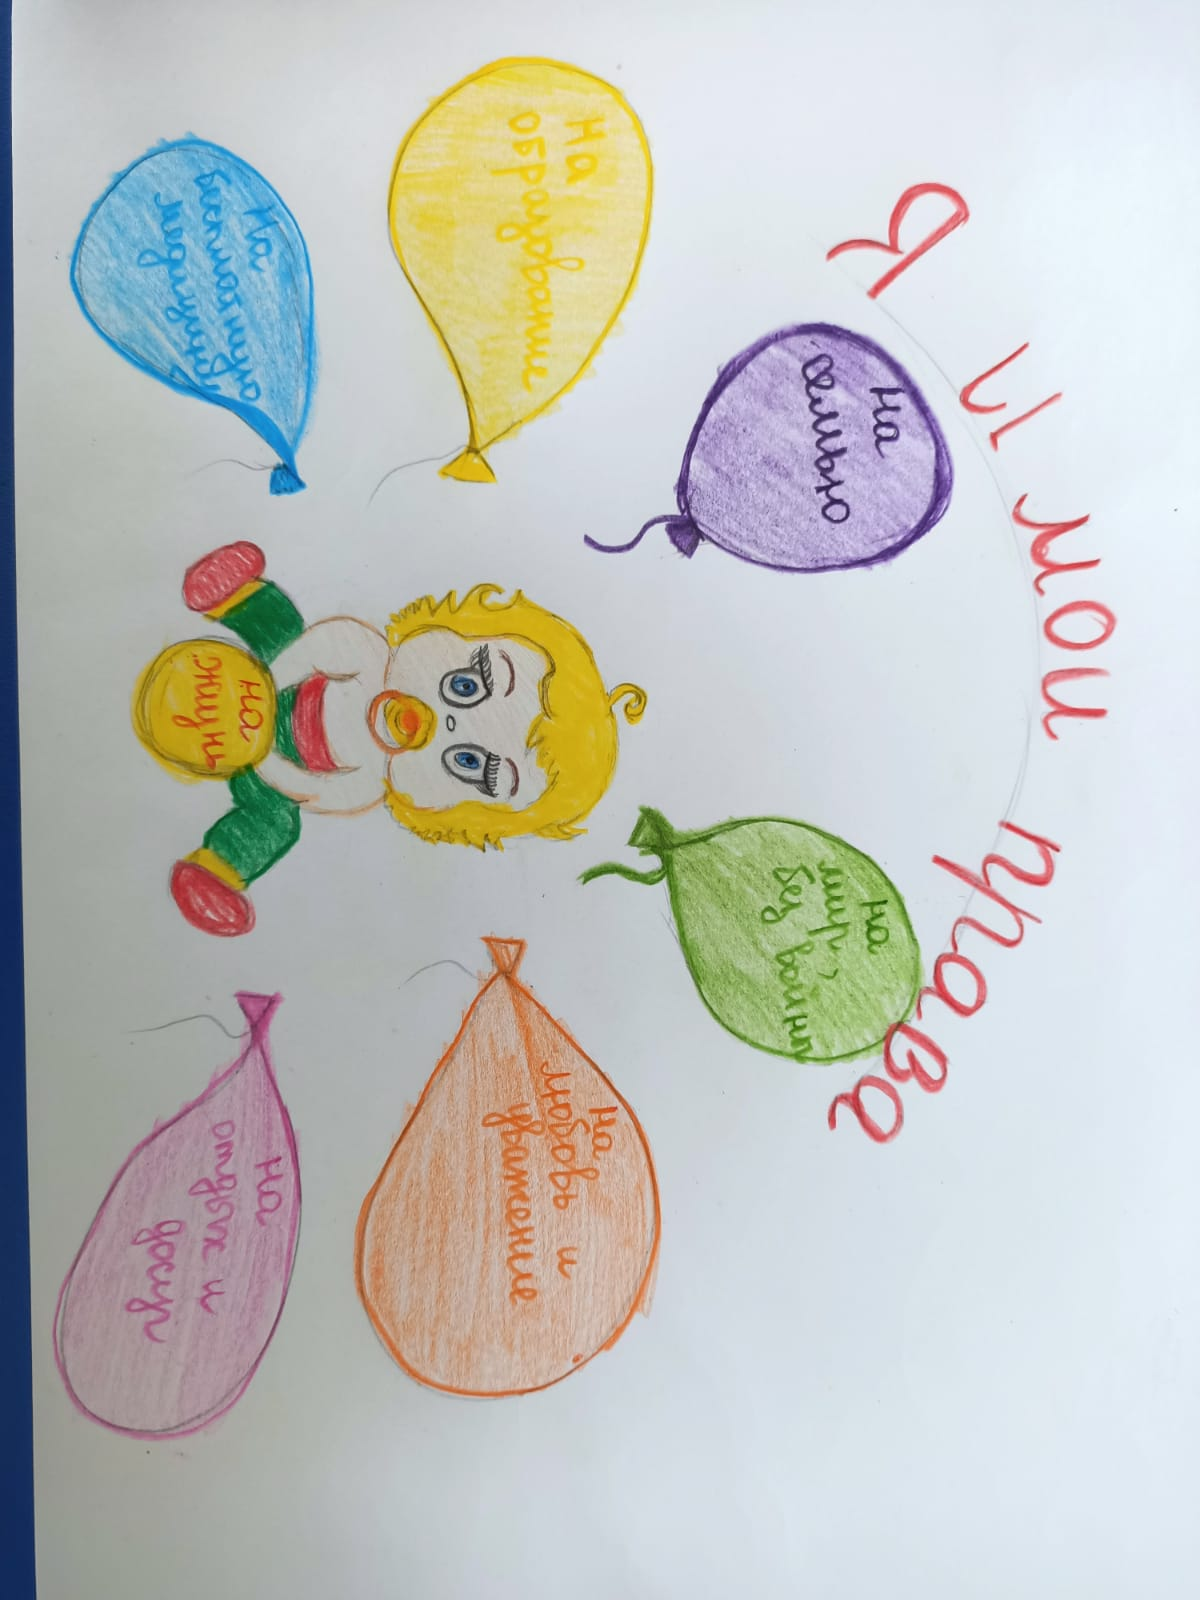 Я и мои права
На
семью
на
мир,
без войны
На
образование
На
любовь и
уважение
На
бесплатную
медицину
на
жизнь
На
отдых и
досуг